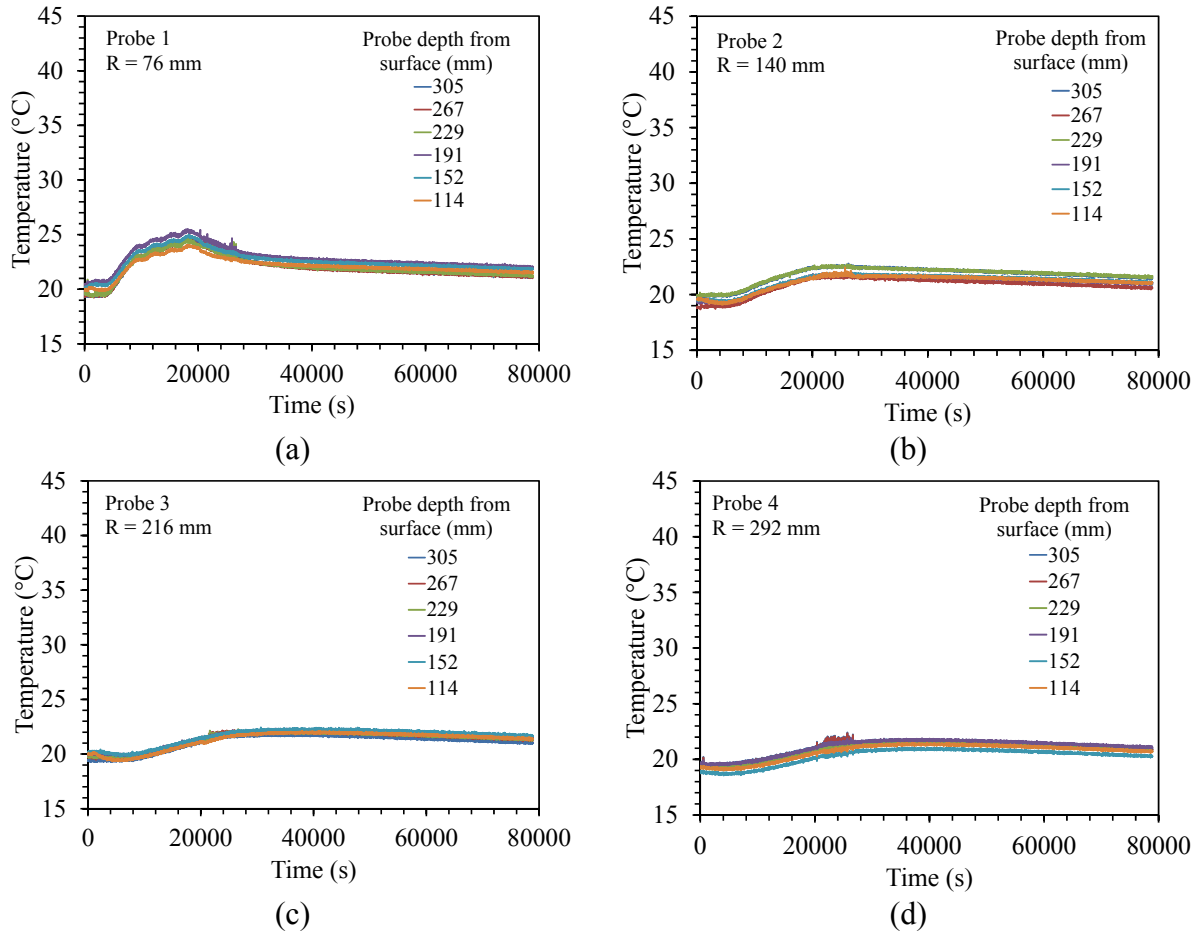 45
40
35
30
25
20
15
Temperature (°C)
Probe 1
R = 76 mm
Probe depth from
surface (mm)
305
267
229
191
152
114
0 20000 40000 60000 80000
Time (s)
(a)
45
40
35
30
25
20
15
Temperature (°C)
Probe 2
R = 140 mm
Probe depth from
surface (mm)
305
267
229
191
152
114
0 20000 40000 60000 80000
Time (s)
(b)
45
40
35
30
25
20
15
Temperature (°C)
Probe 3
R = 216 mm
Probe depth from
surface (mm)
305
267
229
191
152
114
0 20000 40000 60000 80000
Time (s)
(c)
45
40
35
30
25
20
15
Temperature (°C)
Probe 4
R = 292 mm
Probe depth from
surface (mm)
305
267
229
191
152
114
0 20000 40000 60000 80000
Time (s)
(d)